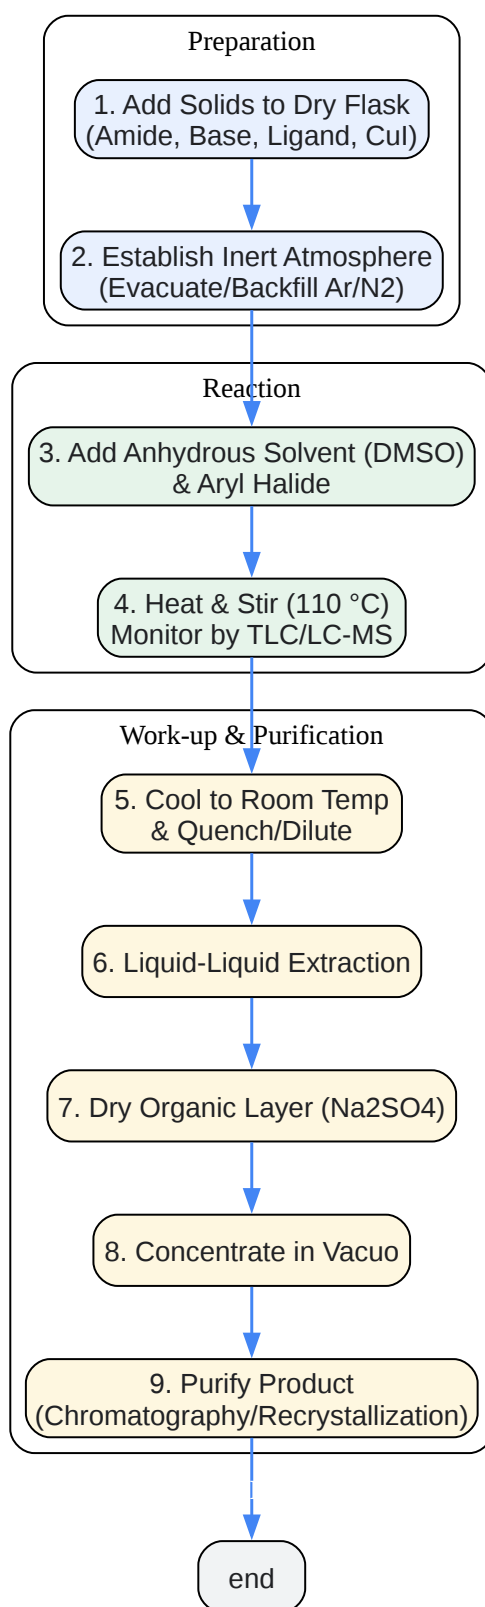 Preparation
1. Add Solids to Dry Flask
(Amide, Base, Ligand, CuI)
2. Establish Inert Atmosphere
(Evacuate/Backfill Ar/N2)
Reaction
3. Add Anhydrous Solvent (DMSO)
& Aryl Halide
4. Heat & Stir (110 °C)
Monitor by TLC/LC-MS
Work-up & Purification
5. Cool to Room Temp
& Quench/Dilute
6. Liquid-Liquid Extraction
7. Dry Organic Layer (Na2SO4)
8. Concentrate in Vacuo
9. Purify Product
(Chromatography/Recrystallization)
end